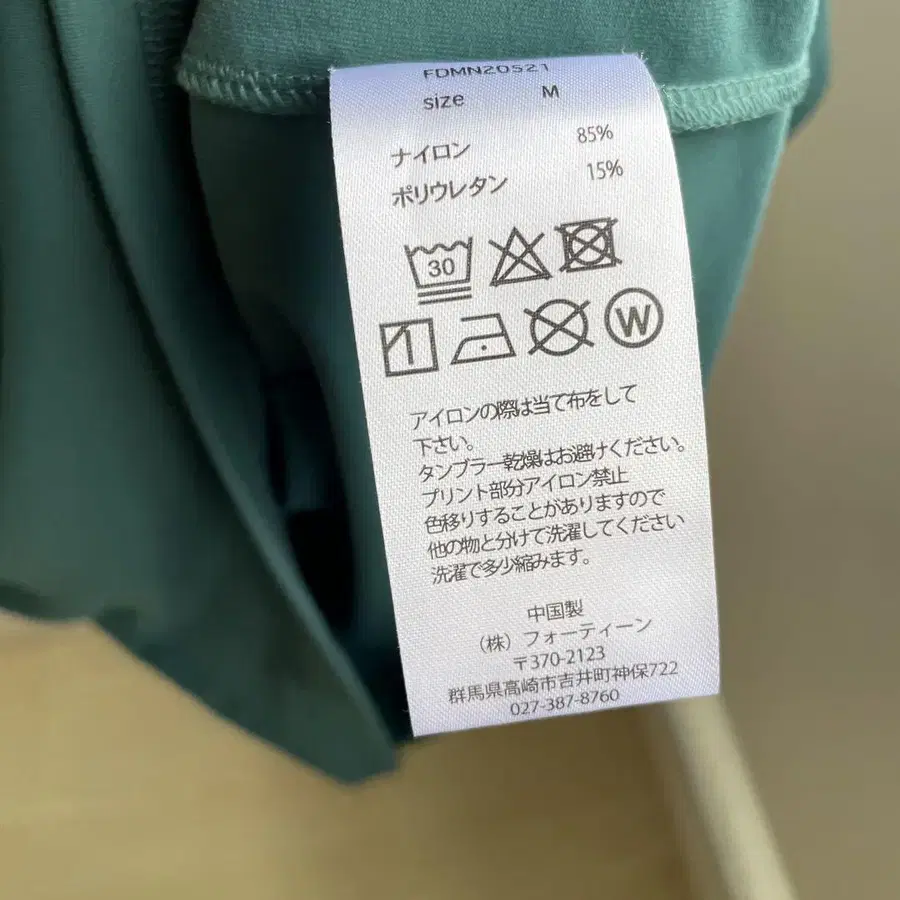 FDMN20521
size M
ナイロン 85%
ポリウレタン 15%
30
W
アイロンの際は当て布をして
下さい。
タンブラー乾燥はお避けください。
プリント部分アイロン禁止
色移りすることがありますので
他の物と分けて洗濯してください
洗濯で多少縮みます。
中国製
（株）フォーティーン
〒370-2123
群馬県高崎市吉井町神保722
027-387-8760